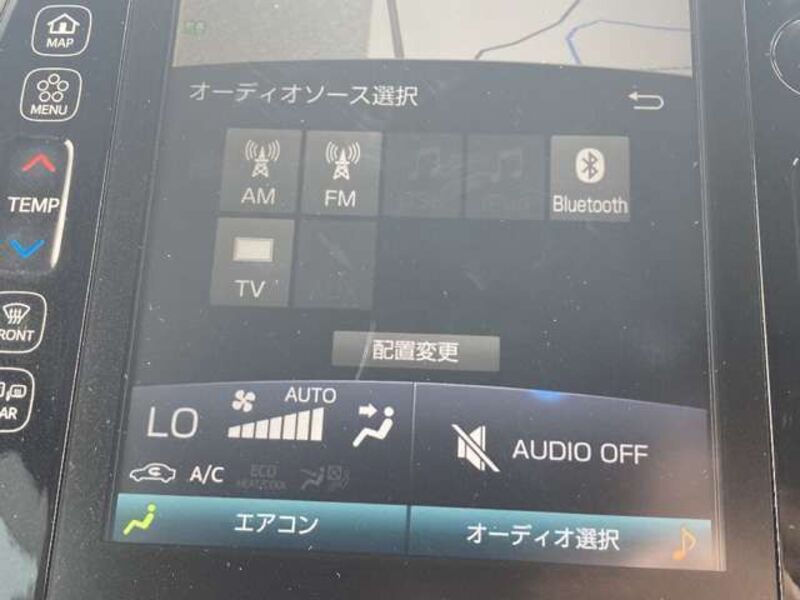 MAP
MENU
TEMP
RONT
AR
オーディオソース選択
AM
FM
Bluetooth
TV
配置変更
LO
AUTO
A/C
ECO
HEAT/COOL
AUDIO OFF
エアコン
オーディオ選択